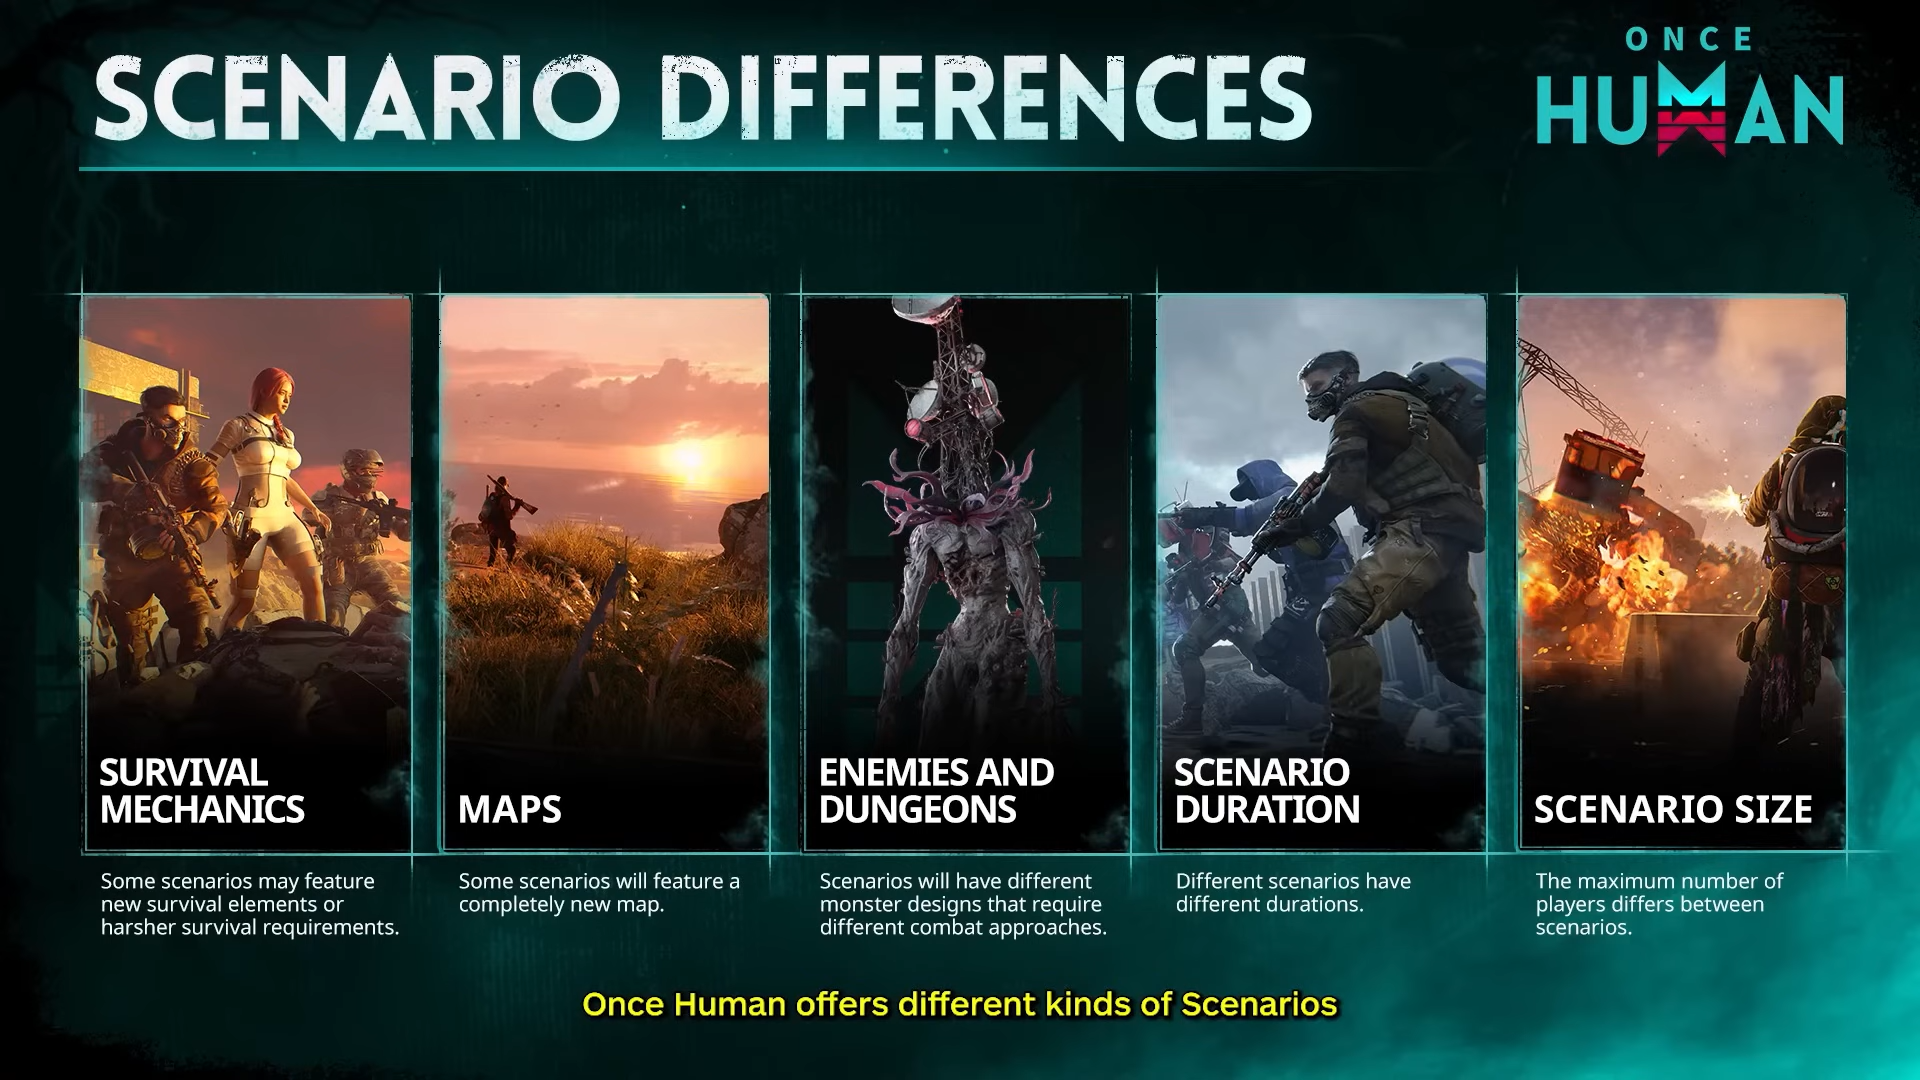 SCENARIO DIFFERENCES
ONCE
HUMAN
SURVIVAL
MECHANICS
Some scenarios may feature
new survival elements or
harsher survival requirements.
MAPS
Some scenarios will feature a
completely new map.
ENEMIES AND
DUNGEONS
Scenarios will have different
monster designs that require
different combat approaches.
SCENARIO
DURATION
Different scenarios have
different durations.
SCENARIO SIZE
The maximum number of
players differs between
scenarios.
Once Human offers different kinds of Scenarios